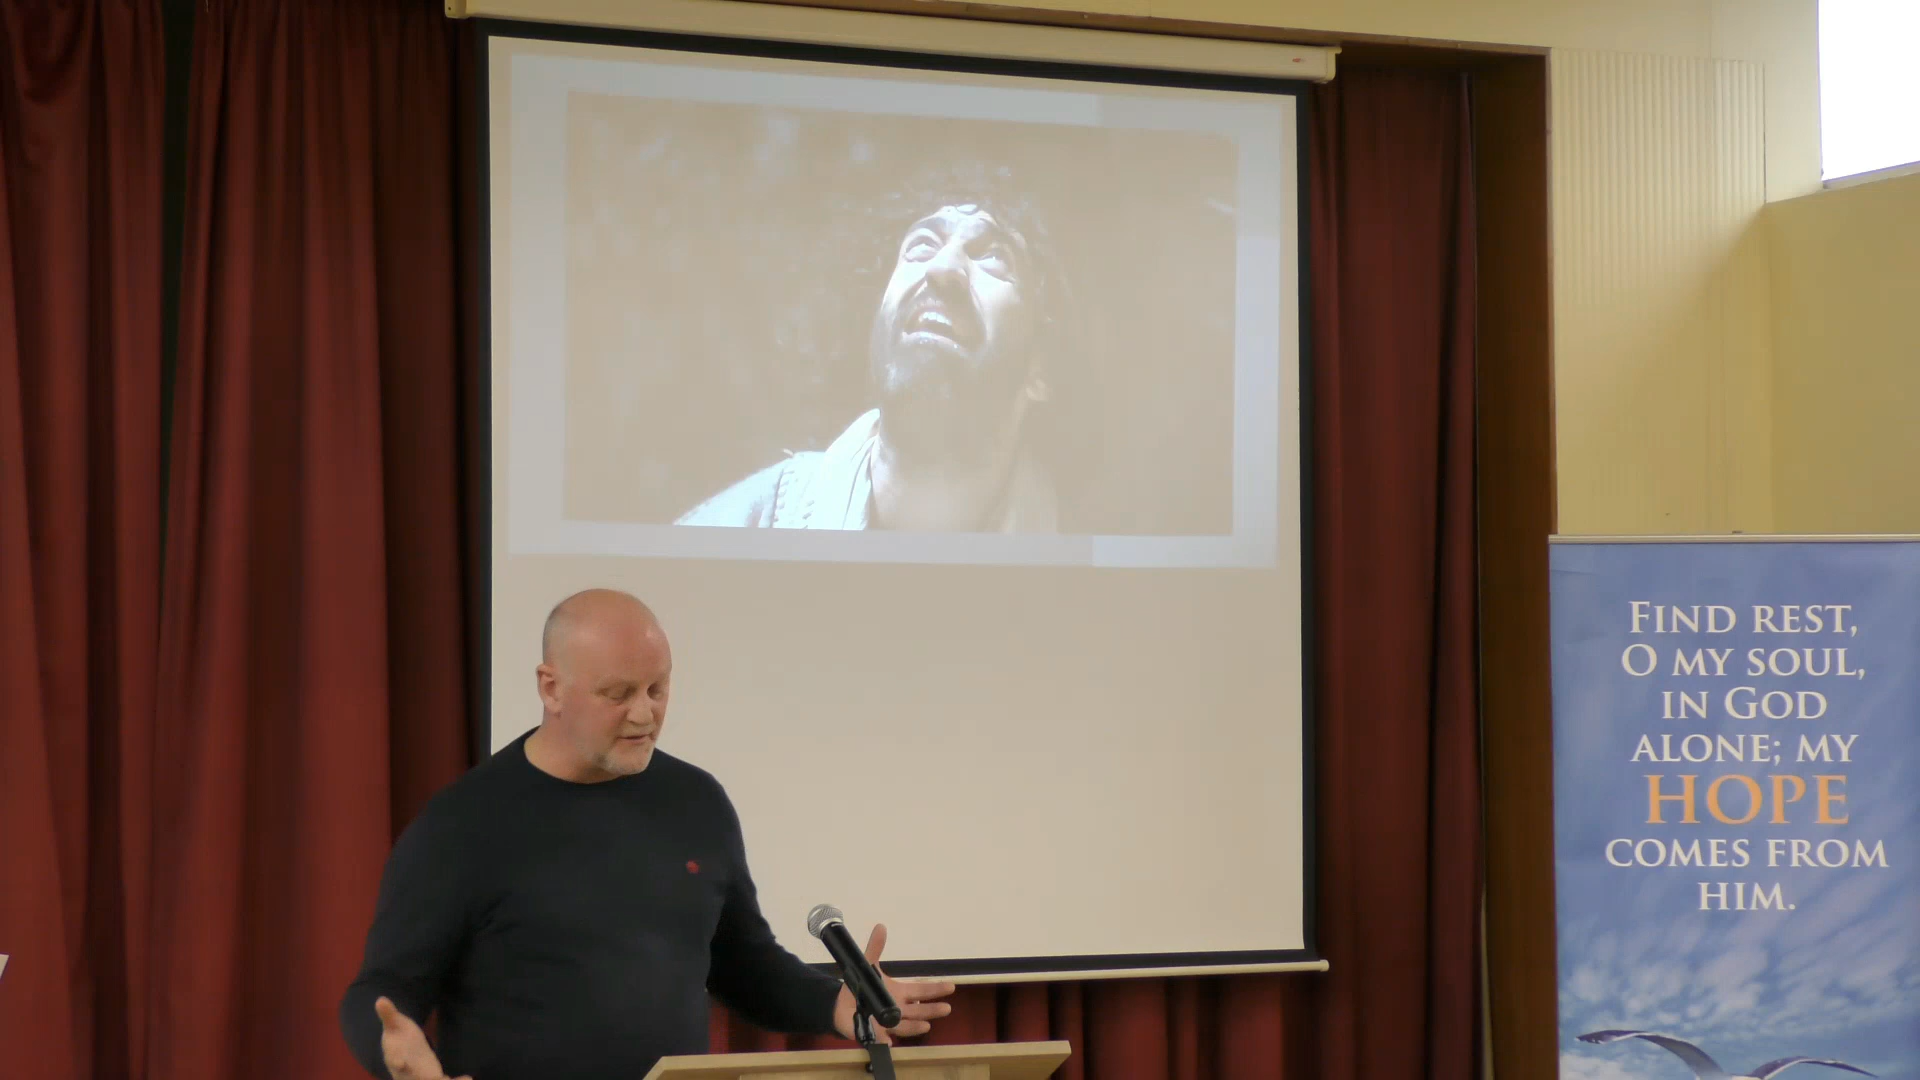 FIND REST,
O MY SOUL,
IN GOD
ALONE; MY
HOPE
COMES FROM
HIM.